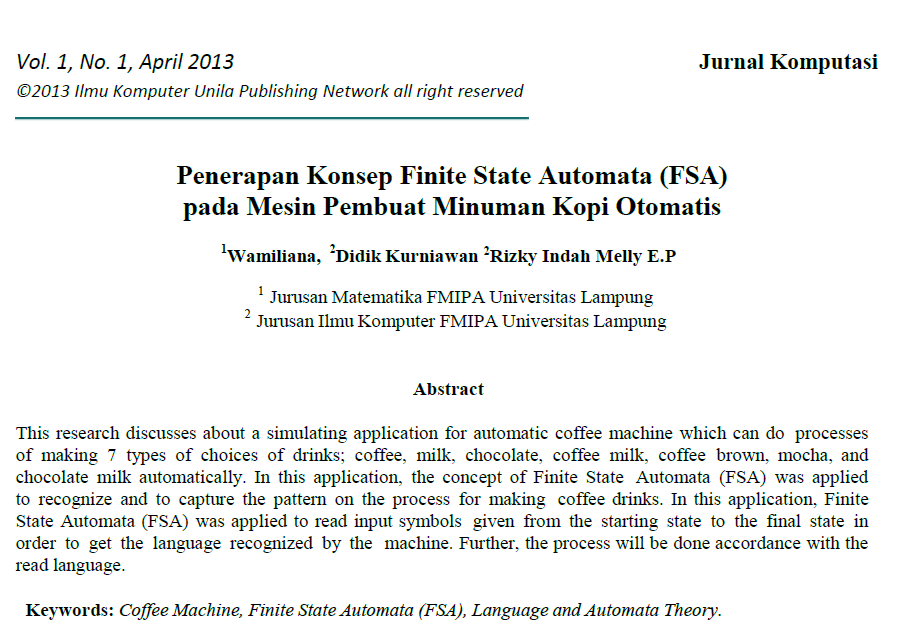 Vol. 1, No. 1, April 2013
Jurnal Komputasi
©2013 Ilmu Komputer Unila Publishing Network all right reserved
Penerapan Konsep Finite State Automata (FSA)
pada Mesin Pembuat Minuman Kopi Otomatis
¹Wamiliana, ²Didik Kurniawan ²Rizky Indah Melly E.P
¹ Jurusan Matematika FMIPA Universitas Lampung
² Jurusan Ilmu Komputer FMIPA Universitas Lampung
Abstract
This research discusses about a simulating application for automatic coffee machine which can do processes
of making 7 types of choices of drinks; coffee, milk, chocolate, coffee milk, coffee brown, mocha, and
chocolate milk automatically. In this application, the concept of Finite State Automata (FSA) was applied
to recognize and to capture the pattern on the process for making coffee drinks. In this application, Finite
State Automata (FSA) was applied to read input symbols given from the starting state to the final state in
order to get the language recognized by the machine. Further, the process will be done accordance with the
read language.
Keywords: Coffee Machine, Finite State Automata (FSA), Language and Automata Theory.